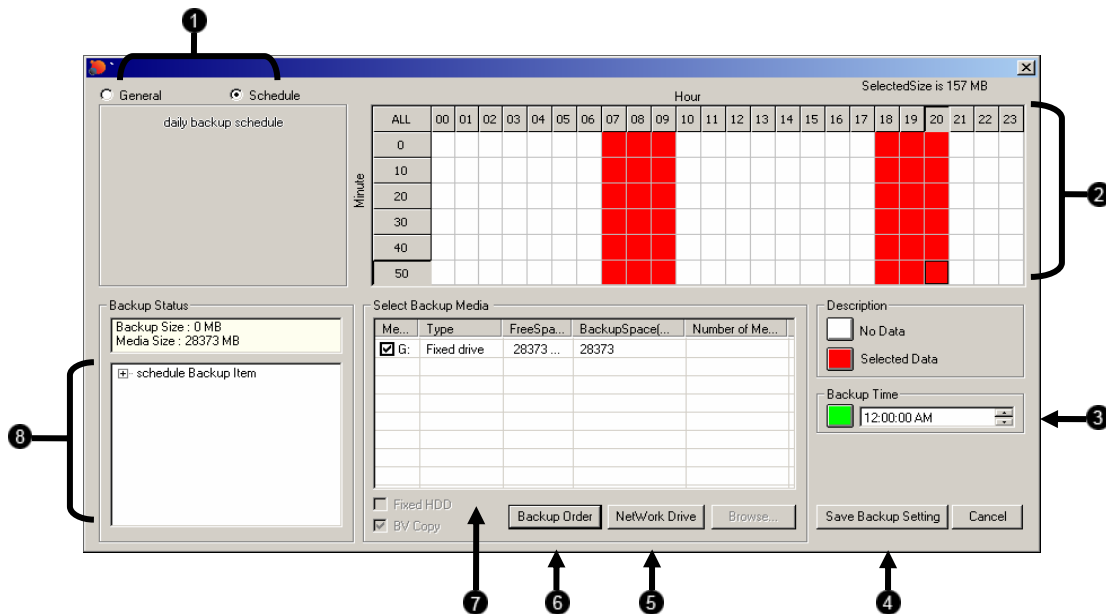 1
SelectedSize is 157 MB
General Schedule
Hour
daily backup schedule
ALL 00 01 02 03 04 05 06 07 08 09 10 11 12 13 14 15 16 17 18 19 20 21 22 23
Minute
0
10
20
30
40
50
2
Backup Status
Backup Size : 0 MB
Media Size : 28373 MB
schedule Backup Item
8
Select Backup Media
Me... Type FreeSpa... BackupSpace(... Number of Me...
G: Fixed drive 28373 ... 28373
Fixed HDD
BV Copy
Backup Order NetWork Drive Browse...
Description
No Data
Selected Data
Backup Time
12:00:00 AM
3
Save Backup Setting Cancel
7 6 5 4